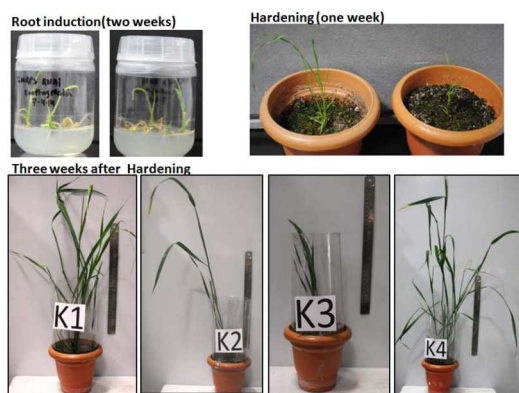 Root induction(two weeks)
Hardening (one week)
Three weeks after Hardening
K1
K2
K3
K4